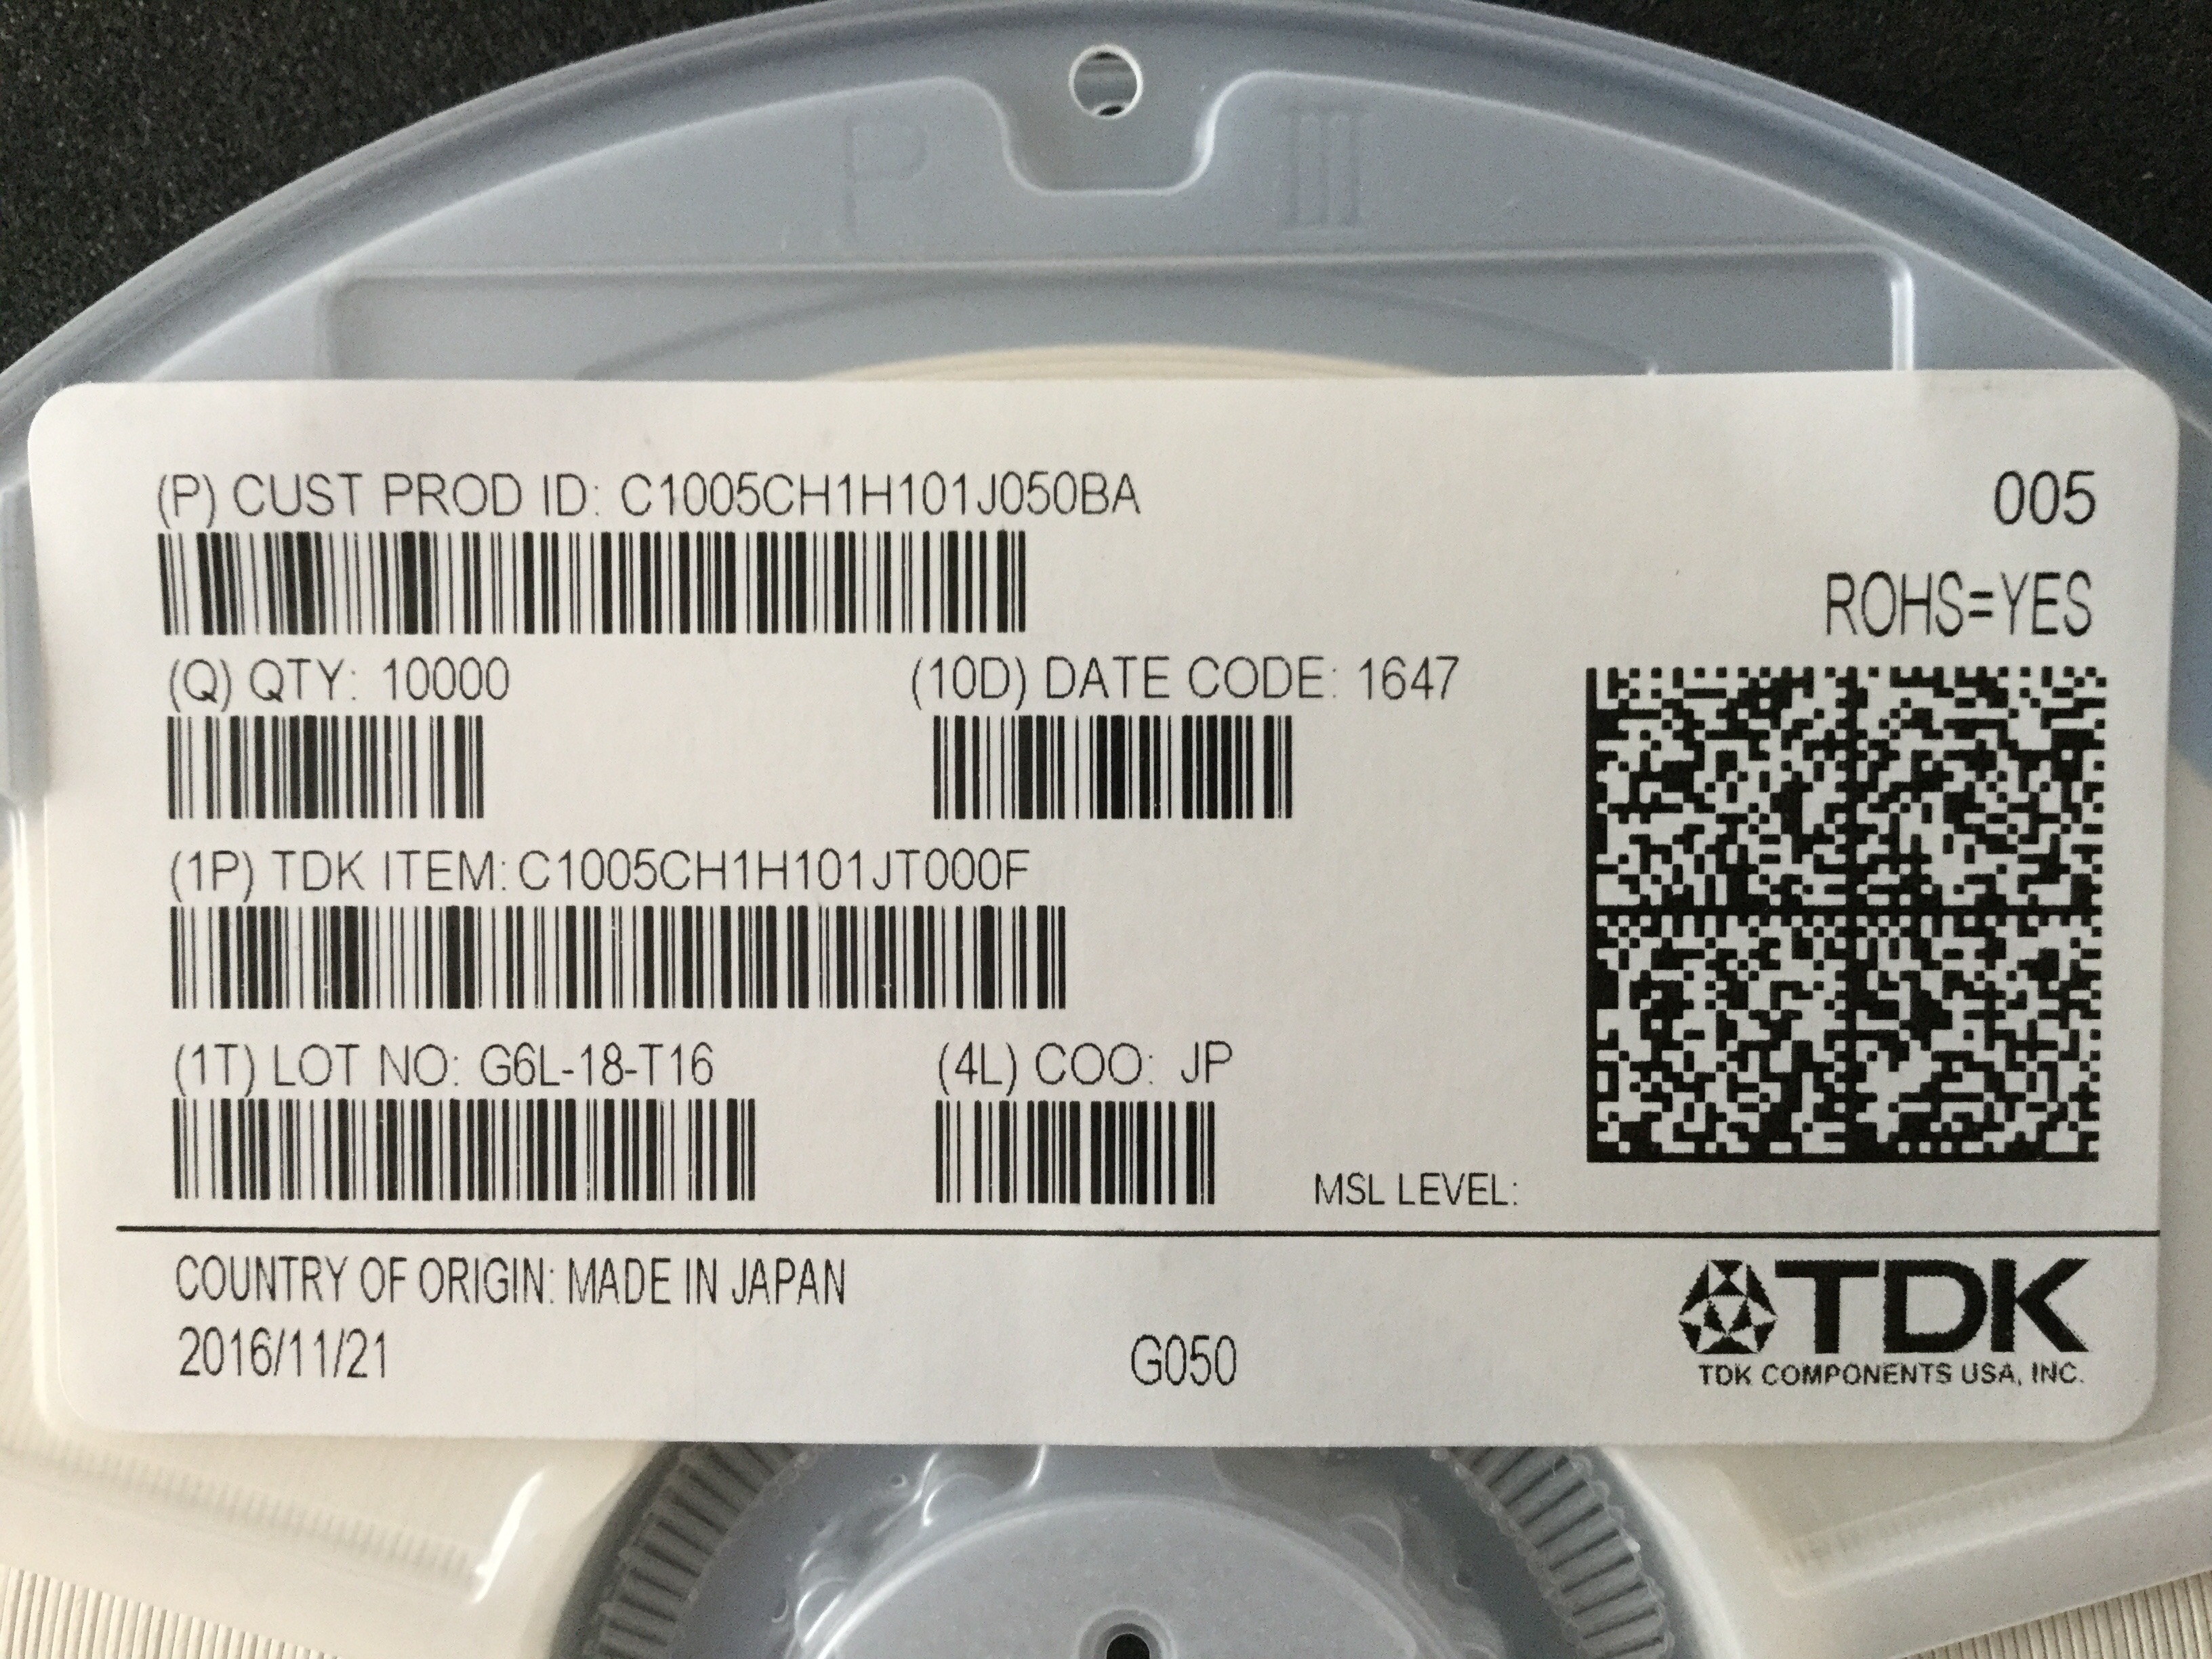 P III
(P) CUST PROD ID: C1005CH1H101J050BA
005
ROHS=YES
(Q) QTY: 10000
(10D) DATE CODE: 1647
(1P) TDK ITEM: C1005CH1H101JT000F
(1T) LOT NO: G6L-18-T16
(4L) COO: JP
MSL LEVEL:
COUNTRY OF ORIGIN: MADE IN JAPAN
2016/11/21
G050
TDK
TDK COMPONENTS USA, INC.